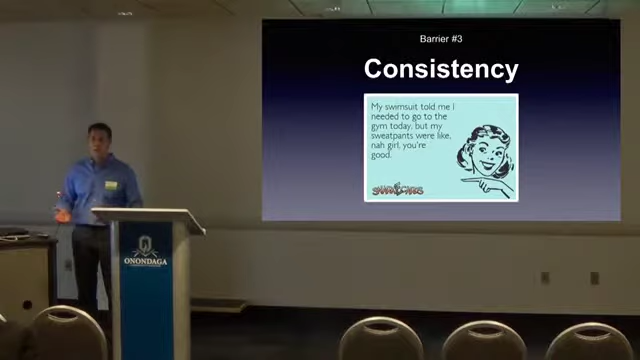 Barrier #3
Consistency
My swimsuit told me I
needed to go to the
gym today, but my
sweatpants were like,
nah girl, you're
good.
ONONDAGA